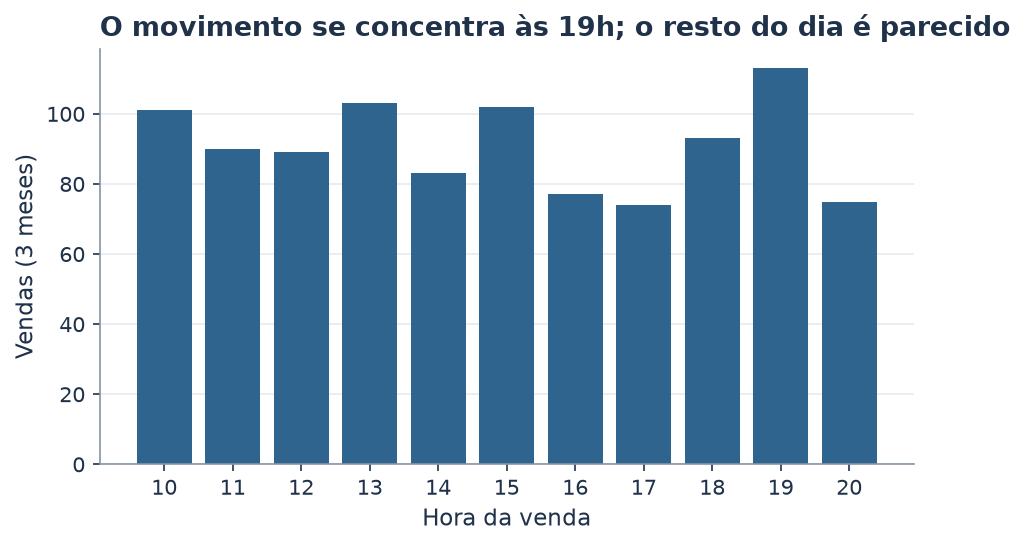 O movimento se concentra às 19h; o resto do dia é parecido
Vendas (3 meses)
100
80
60
40
20
0
10 11 12 13 14 15 16 17 18 19 20
Hora da venda